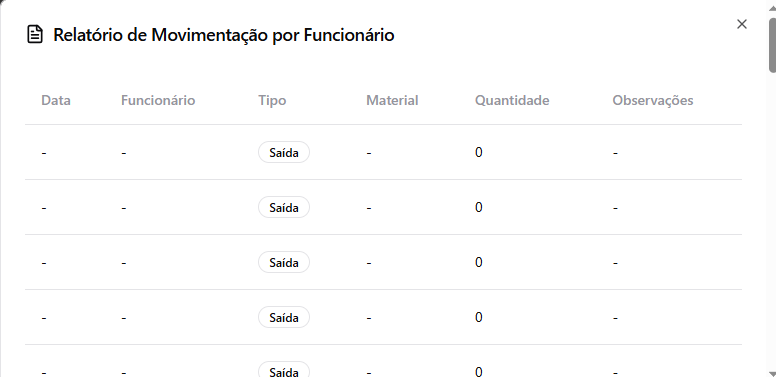 Relatório de Movimentação por Funcionário
Data Funcionário Tipo Material Quantidade Observações
- - Saída - 0 -
- - Saída - 0 -
- - Saída - 0 -
- - Saída - 0 -
- - Saída - 0 -